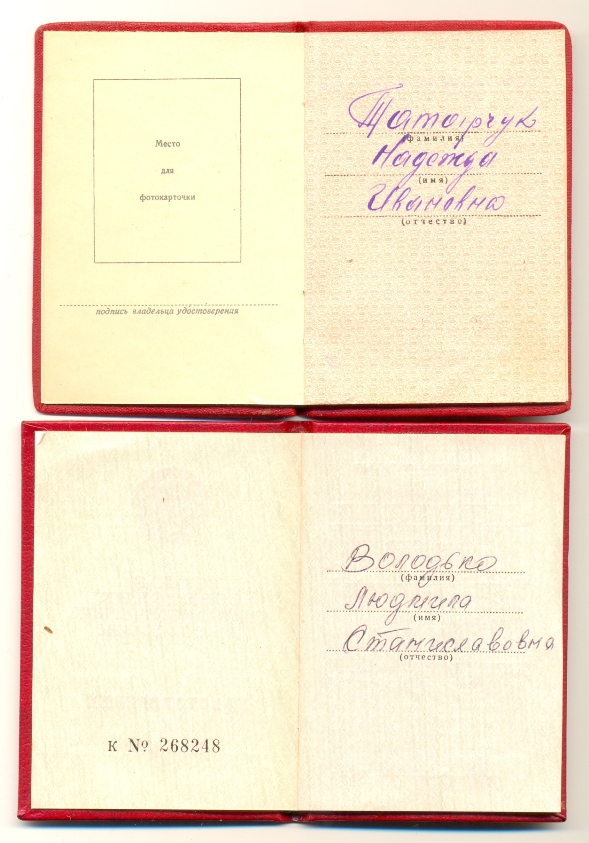 Место
для
фотокарточки
подпись владельца удостоверения
Татарчук
(фамилия)
Надежда
(имя)
Ивановна
(отчество)
К № 268248
Володько
(фамилия)
Людмила
(имя)
Станиславовна
(отчество)